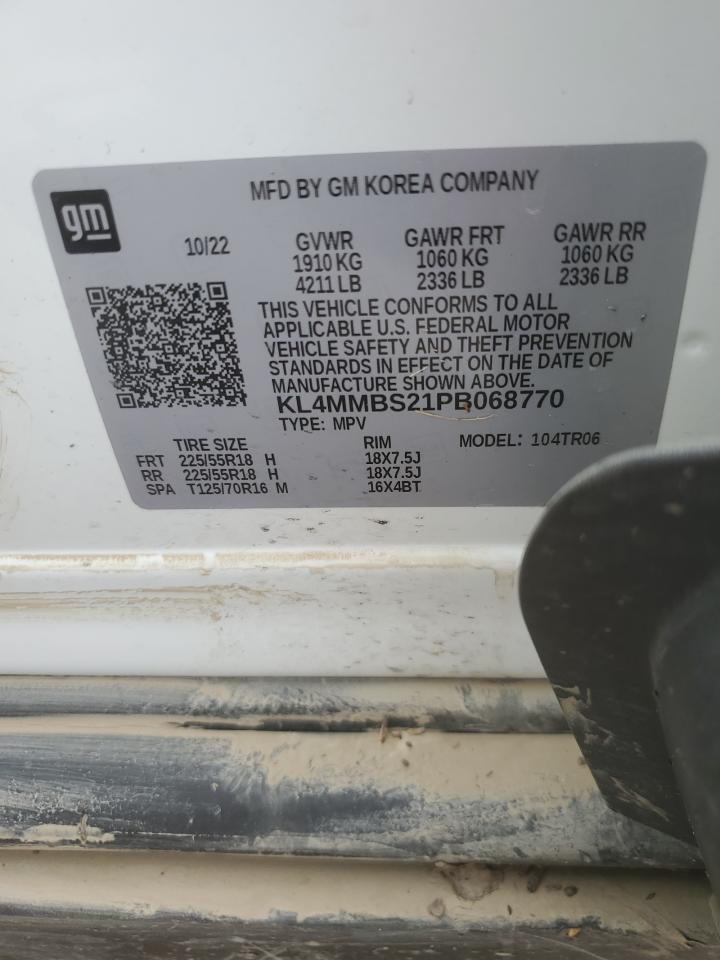 MFD BY GM KOREA COMPANY
gm
10/22 GVWR GAWR FRT GAWR RR
1910 KG 1060 KG 1060 KG
4211 LB 2336 LB 2336 LB
THIS VEHICLE CONFORMS TO ALL
APPLICABLE U.S. FEDERAL MOTOR
VEHICLE SAFETY AND THEFT PREVENTION
STANDARDS IN EFFECT ON THE DATE OF
MANUFACTURE SHOWN ABOVE.
KL4MMBS21PB068770
TYPE: MPV MODEL: 104TR06
TIRE SIZE RIM
FRT 225/55R18 H 18X7.5J
RR 225/55R18 H 18X7.5J
SPA T125/70R16 M 16X4BT